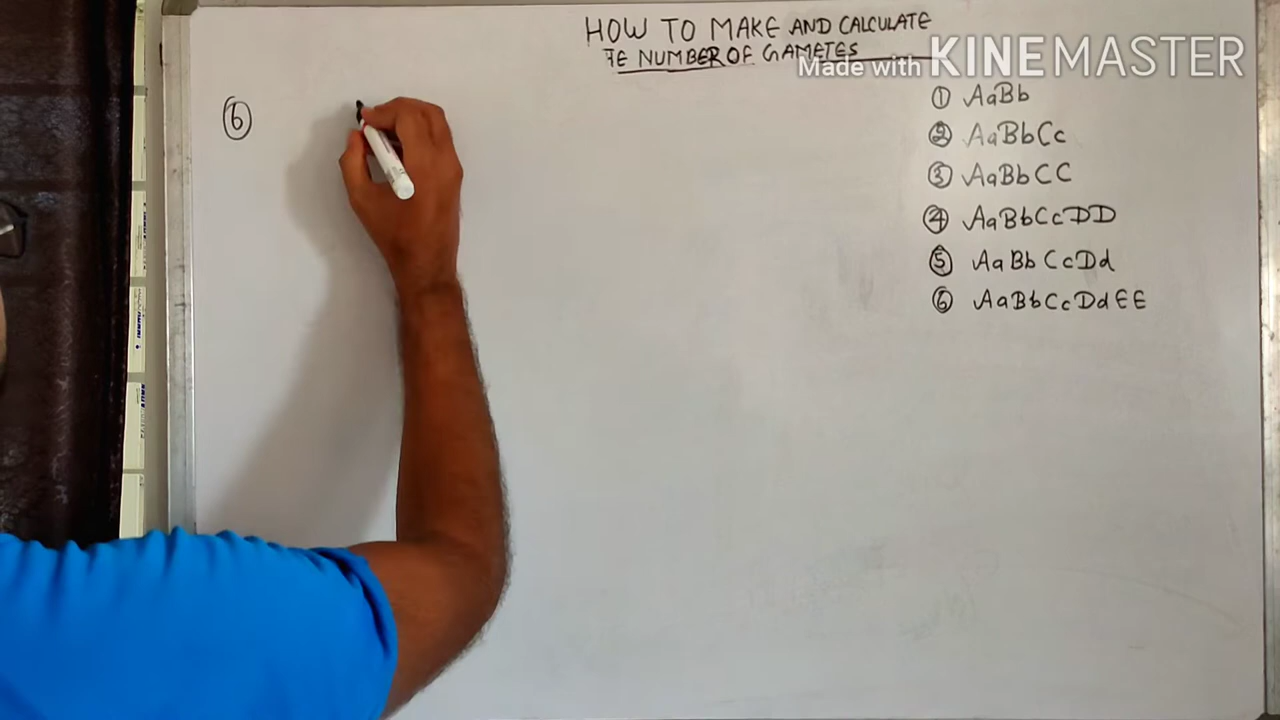 HOW TO MAKE AND CALCULATE
TE NUMBER OF GAMETES
Made with KINEMASTER
① AaBb
② AaBbCc
③ AaBbCC
④ AaBbCcDD
⑤ AaBbCcDd
⑥ AaBbCcDdEE
⑥